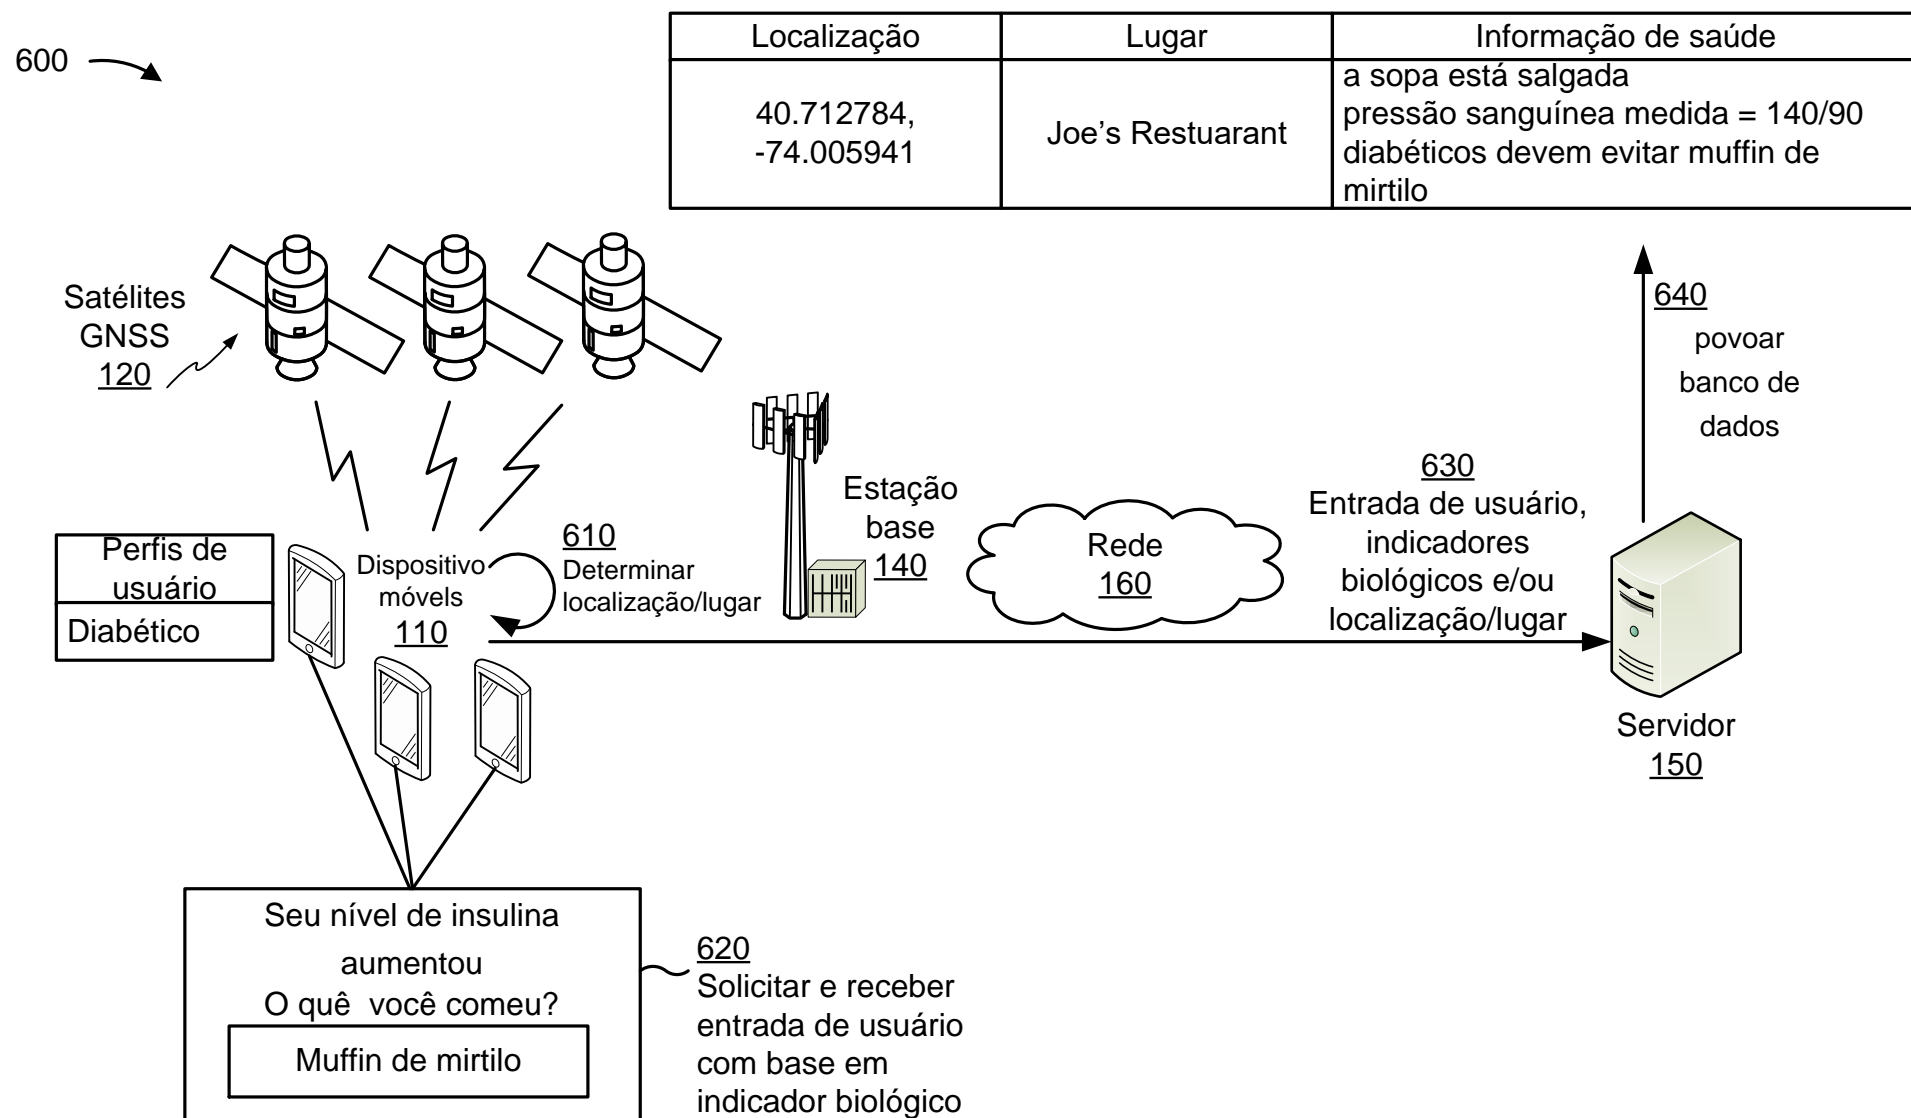 600
Localização
Lugar
Informação de saúde
40.712784,
-74.005941
Joe's Restuarant
a sopa está salgada
pressão sanguínea medida = 140/90
diabéticos devem evitar muffin de
mirtilo
Satélites
GNSS
120
640
povoar
banco de
dados
Estação
base
140
Rede
160
630
Entrada de usuário,
indicadores
biológicos e/ou
localização/lugar
Perfis de
usuário
Diabético
Dispositivo
móvels
110
610
Determinar
localização/lugar
Servidor
150
Seu nível de insulina
aumentou
O quê você comeu?
Muffin de mirtilo
620
Solicitar e receber
entrada de usuário
com base em
indicador biológico